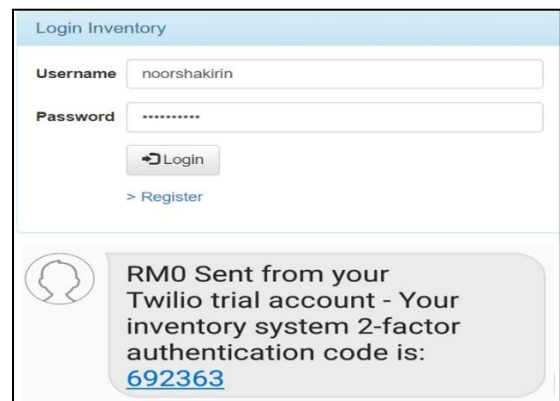 Login Inventory
Username noorshakirin
Password ••••••••••
Login
> Register
RM0 Sent from your
Twilio trial account - Your
inventory system 2-factor
authentication code is:
692363